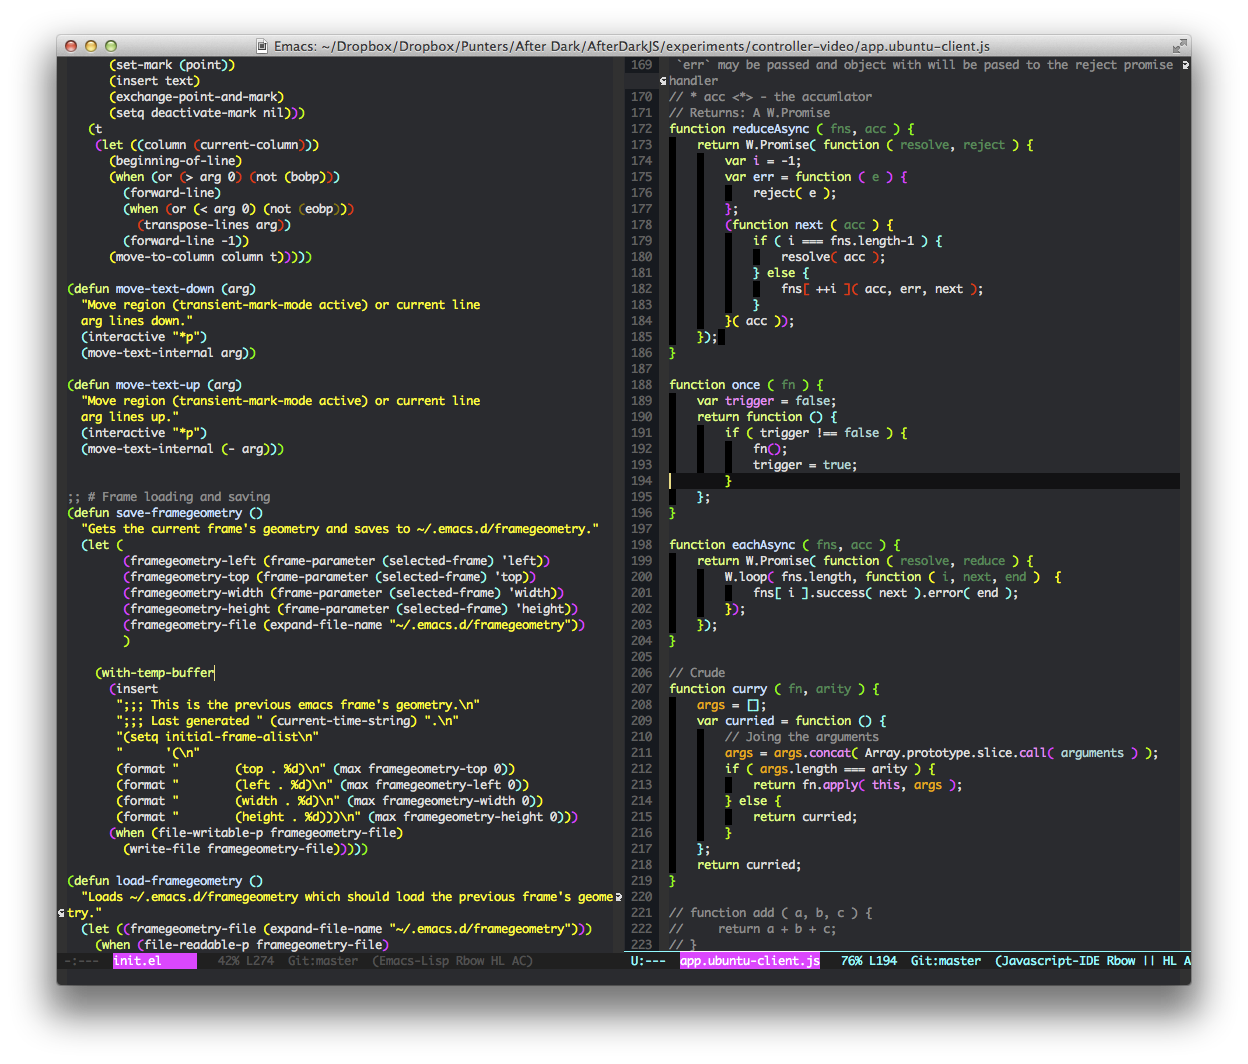 Emacs: ~/Dropbox/Dropbox/Punters/After Dark/AfterDarkJS/experiments/controller-video/app.ubuntu-client.js
(set-mark (point))
(insert text)
(exchange-point-and-mark)
(setq deactivate-mark nil)))
(t
(let ((column (current-column)))
(beginning-of-line)
(when (or (> arg 0) (not (bobp)))
(forward-line)
(when (or (< arg 0) (not (eobp)))
(transpose-lines arg))
(forward-line -1))
(move-to-column column t)))))
(defun move-text-down (arg)
"Move region (transient-mark-mode active) or current line
arg lines down."
(interactive "*p")
(move-text-internal arg))
(defun move-text-up (arg)
"Move region (transient-mark-mode active) or current line
arg lines up."
(interactive "*p")
(move-text-internal (- arg)))
;; # Frame loading and saving
(defun save-framegeometry ()
"Gets the current frame's geometry and saves to ~/.emacs.d/framegeometry."
(let (
(framegeometry-left (frame-parameter (selected-frame) 'left))
(framegeometry-top (frame-parameter (selected-frame) 'top))
(framegeometry-width (frame-parameter (selected-frame) 'width))
(framegeometry-height (frame-parameter (selected-frame) 'height))
(framegeometry-file (expand-file-name "~/.emacs.d/framegeometry"))
)
(with-temp-buffer
(insert
";;; This is the previous emacs frame's geometry.\n"
";;; Last generated " (current-time-string) ".\n"
"(setq initial-frame-alist\n"
"      '(\n"
(format "        (top . %d)\n" (max framegeometry-top 0))
(format "        (left . %d)\n" (max framegeometry-left 0))
(format "        (width . %d)\n" (max framegeometry-width 0))
(format "        (height . %d)))\n" (max framegeometry-height 0)))
(when (file-writable-p framegeometry-file)
(write-file framegeometry-file)))))
(defun load-framegeometry ()
"Loads ~/.emacs.d/framegeometry which should load the previous frame's geome
try."
(let ((framegeometry-file (expand-file-name "~/.emacs.d/framegeometry")))
(when (file-readable-p framegeometry-file)
-:--- init.el 42% L274 Git:master (Emacs-Lisp Rbow HL AC)
169 `err` may be passed and object with will be pased to the reject promise
handler
170 // * acc <*> - the accumlator
171 // Returns: A W.Promise
172 function reduceAsync ( fns, acc ) {
173 return W.Promise( function ( resolve, reject ) {
174 var i = -1;
175 var err = function ( e ) {
176 reject( e );
177 };
178 (function next ( acc ) {
179 if ( i === fns.length-1 ) {
180 resolve( acc );
181 } else {
182 fns[ ++i ]( acc, err, next );
183 }
184 }( acc ));
185 });
186 }
187
188 function once ( fn ) {
189 var trigger = false;
190 return function () {
191 if ( trigger !== false ) {
192 fn();
193 trigger = true;
194 }
195 };
196 }
197
198 function eachAsync ( fns, acc ) {
199 return W.Promise( function ( resolve, reduce ) {
200 W.loop( fns.length, function ( i, next, end ) {
201 fns[ i ].success( next ).error( end );
202 });
203 });
204 }
205
206 // Crude
207 function curry ( fn, arity ) {
208 args = [];
209 var curried = function () {
210 // Joing the arguments
211 args = args.concat( Array.prototype.slice.call( arguments ) );
212 if ( args.length === arity ) {
213 return fn.apply( this, args );
214 } else {
215 return curried;
216 }
217 };
218 return curried;
219 }
220
221 // function add ( a, b, c ) {
222 //     return a + b + c;
223 // }
U:--- app.ubuntu-client.js 76% L194 Git:master (Javascript-IDE Rbow || HL A